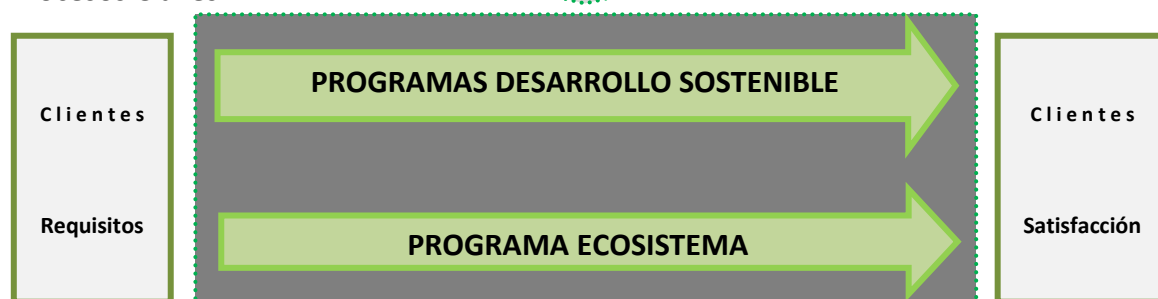 PROGRAMAS DESARROLLO SOSTENIBLE
Clientes
Clientes
Requisitos
Satisfacción
PROGRAMA ECOSISTEMA